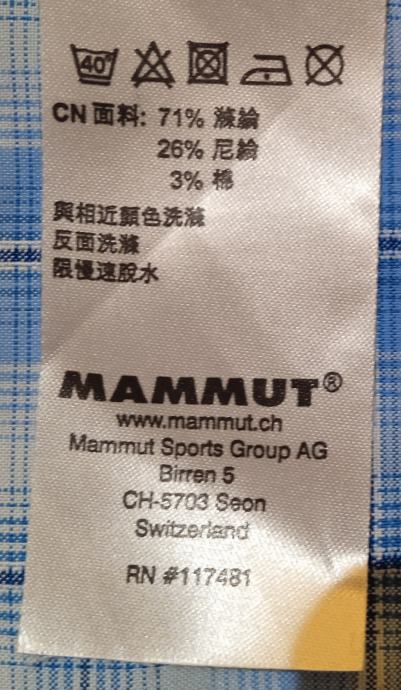 40°
CN 面料: 71% 滌綸
26% 尼綸
3% 棉
與相近顏色洗滌
反面洗滌
限慢速脫水
MAMMUT®
www.mammut.ch
Mammut Sports Group AG
Birren 5
CH-5703 Seon
Switzerland
RN #117481